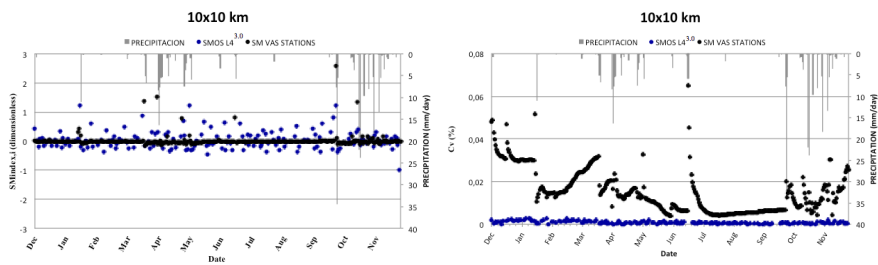 10x10 km
PRECIPITACION SMOS L4 3.0 SM VAS STATIONS
3
2
1
0
-1
-2
-3
SMindex,i (dimensionless)
0
5
10
15
20
25
30
35
40
PRECIPITATION (mm/day)
Dec Jan Feb Mar Apr May Jun Jul Aug Sep Oct Nov
Date
10x10 km
PRECIPITACION SMOS L4 3.0 SM VAS STATIONS
0,08
0,06
0,04
0,02
0
Cv (%)
0
5
10
15
20
25
30
35
40
PRECIPITATION (mm/day)
Dec Jan Feb Mar Apr May Jun Jul Aug Sep Oct Nov
Date